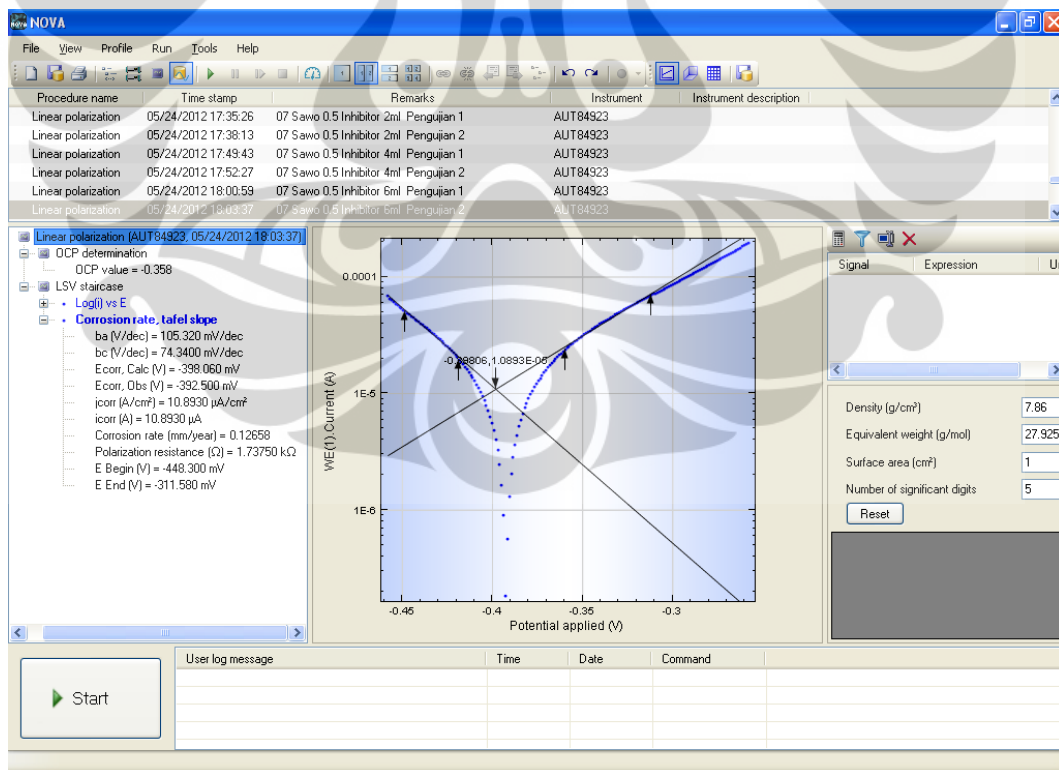 NOVA
File View Profile Run Tools Help
Procedure name Time stamp Remarks Instrument Instrument description
Linear polarization 05/24/2012 17:35:26 07 Sawo 0.5 Inhibitor 2ml Pengujian 1 AUT84923
Linear polarization 05/24/2012 17:38:13 07 Sawo 0.5 Inhibitor 2ml Pengujian 2 AUT84923
Linear polarization 05/24/2012 17:49:43 07 Sawo 0.5 Inhibitor 4ml Pengujian 1 AUT84923
Linear polarization 05/24/2012 17:52:27 07 Sawo 0.5 Inhibitor 4ml Pengujian 2 AUT84923
Linear polarization 05/24/2012 18:00:59 07 Sawo 0.5 Inhibitor 6ml Pengujian 1 AUT84923
Linear polarization 05/24/2012 18:03:37 07 Sawo 0.5 Inhibitor 6ml Pengujian 2 AUT84923
Linear polarization (AUT84923, 05/24/2012 18:03:37)
OCP determination
OCP value = -0.358
LSV staircase
Log(i) vs E
Corrosion rate, tafel slope
ba (V/dec) = 105.320 mV/dec
bc (V/dec) = 74.3400 mV/dec
Ecorr, Calc (V) = -398.060 mV
Ecorr, Obs (V) = -392.500 mV
jcorr (A/cm²) = 10.8930 µA/cm²
icorr (A) = 10.8930 µA
Corrosion rate (mm/year) = 0.12658
Polarization resistance (Ω) = 1.73750 kΩ
E Begin (V) = -448.300 mV
E End (V) = -311.580 mV
0.0001
1E-5
1E-6
WE(1).Current (A)
-0.39806,1.0893E-05
-0.45 -0.4 -0.35 -0.3
Potential applied (V)
Signal Expression U
Density (g/cm³) 7.86
Equivalent weight (g/mol) 27.925
Surface area (cm²) 1
Number of significant digits 5
Reset
Start
User log message Time Date Command